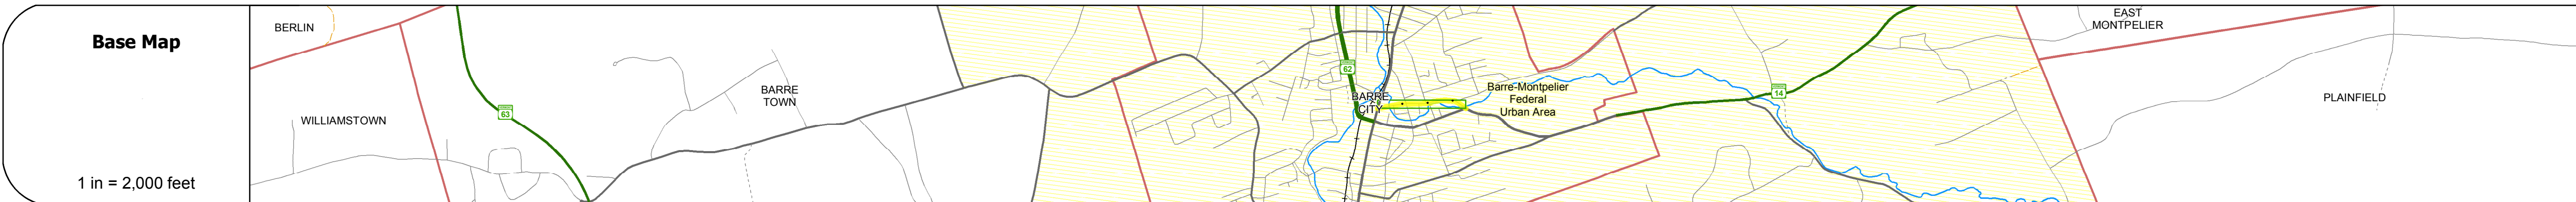 Base Map
1 in = 2,000 feet
BERLIN
WILLIAMSTOWN
63
BARRE
TOWN
62
BARRE
CITY
Barre-Montpelier
Federal
Urban Area
14
EAST
MONTPELIER
PLAINFIELD